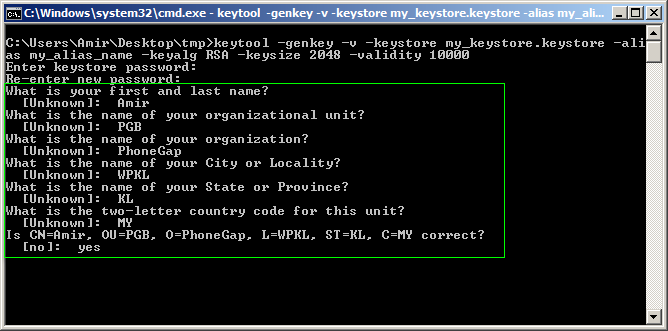 C:\Windows\system32\cmd.exe - keytool  -genkey -v -keystore my_keystore.keystore -alias my_ali...
C:\Users\Amir\Desktop\tmp>keytool -genkey -v -keystore my_keystore.keystore -ali
as my_alias_name -keyalg RSA -keysize 2048 -validity 10000
Enter keystore password:
Re-enter new password:
What is your first and last name?
  [Unknown]:  Amir
What is the name of your organizational unit?
  [Unknown]:  PGB
What is the name of your organization?
  [Unknown]:  PhoneGap
What is the name of your City or Locality?
  [Unknown]:  WPKL
What is the name of your State or Province?
  [Unknown]:  KL
What is the two-letter country code for this unit?
  [Unknown]:  MY
Is CN=Amir, OU=PGB, O=PhoneGap, L=WPKL, ST=KL, C=MY correct?
  [no]:  yes